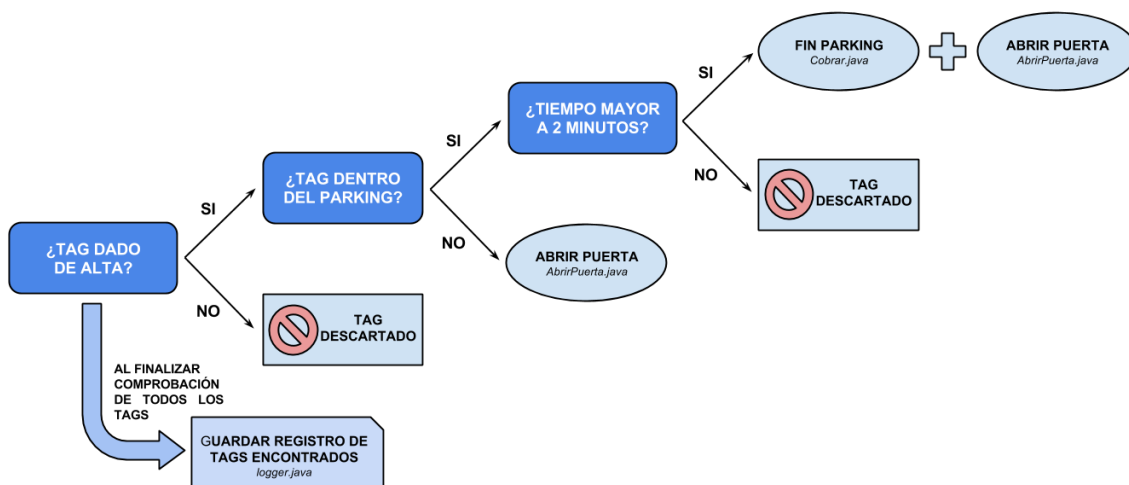 ¿TAG DADO
DE ALTA?
SI
NO
¿TAG DENTRO
DEL PARKING?
TAG
DESCARTADO
SI
NO
¿TIEMPO MAYOR
A 2 MINUTOS?
ABRIR PUERTA
AbrirPuerta.java
SI
NO
FIN PARKING
Cobrar.java
ABRIR PUERTA
AbrirPuerta.java
TAG
DESCARTADO
AL FINALIZAR
COMPROBACIÓN
DE TODOS LOS
TAGS
GUARDAR REGISTRO DE
TAGS ENCONTRADOS
logger.java